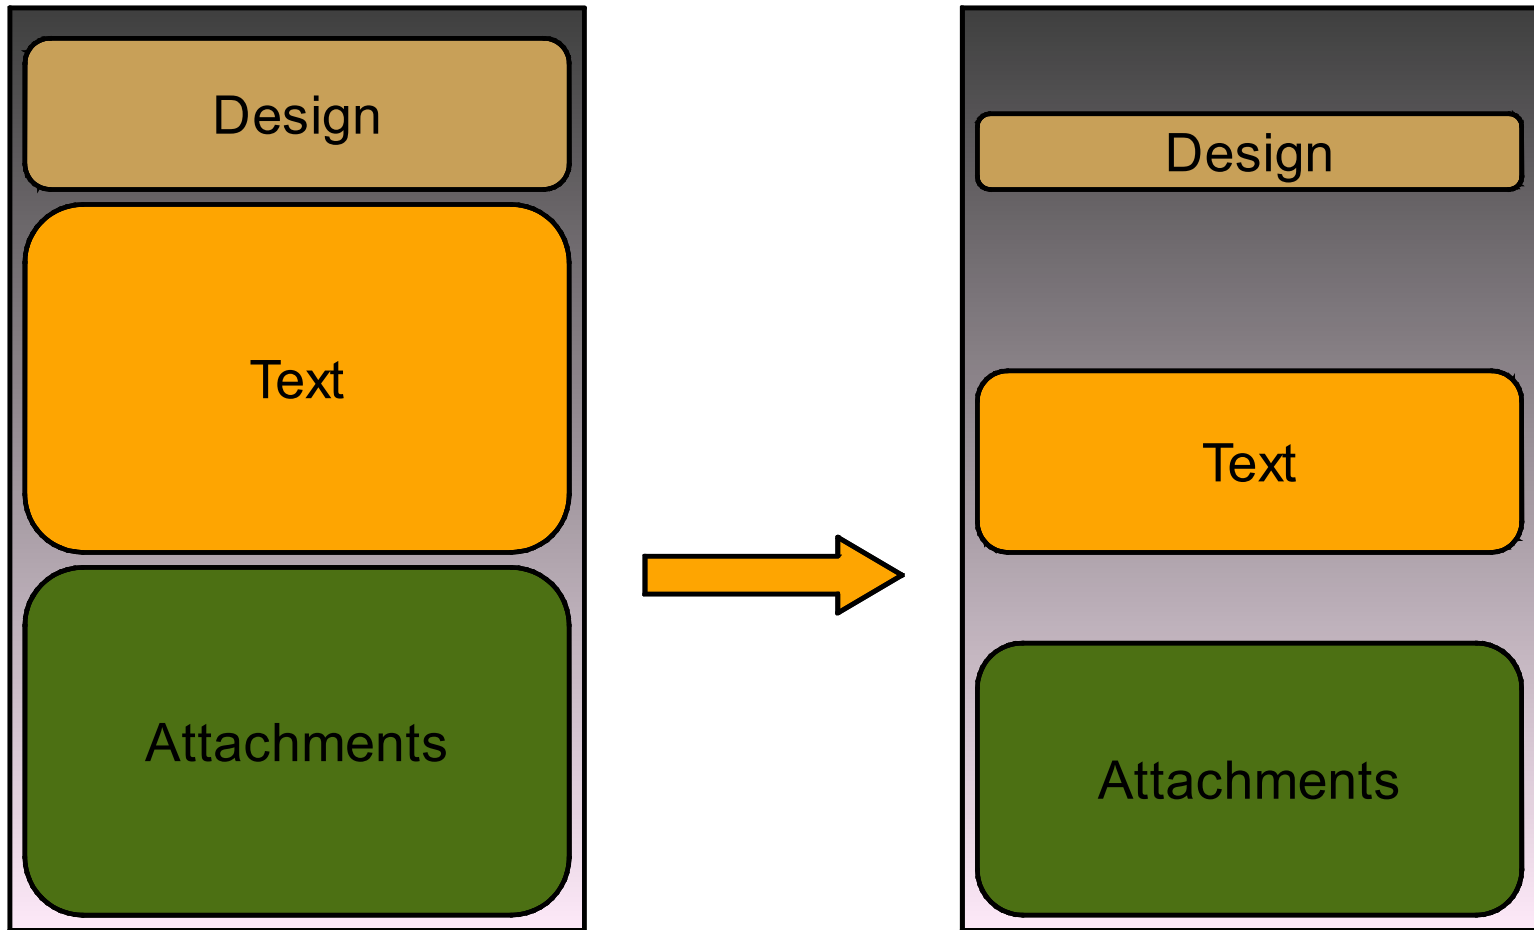 Design
Text
Attachments
Design
Text
Attachments